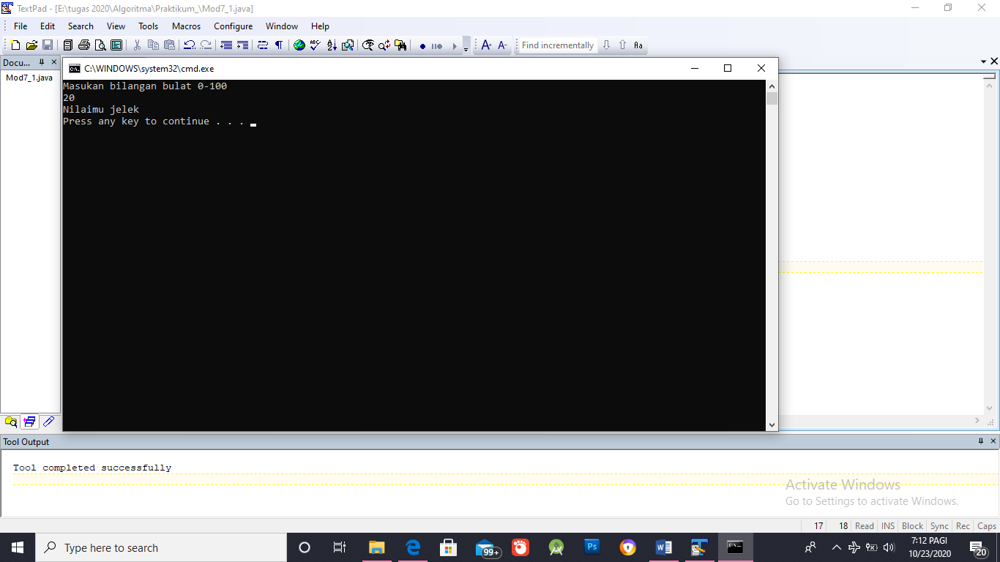 TextPad - [E:\tugas 2020\Algoritma\Praktikum_\Mod7_1.java]
File Edit Search View Tools Macros Configure Window Help
Find incrementally Aa
Docu...
Mod7_1.java
C:\WINDOWS\system32\cmd.exe
Masukan bilangan bulat 0-100
20
Nilaimu jelek
Press any key to continue . . .
Tool Output
Tool completed successfully
Activate Windows
Go to Settings to activate Windows.
17 18 Read INS Block Sync Rec Caps
Type here to search
99+
Ps
7:12 PAGI
10/23/2020
20